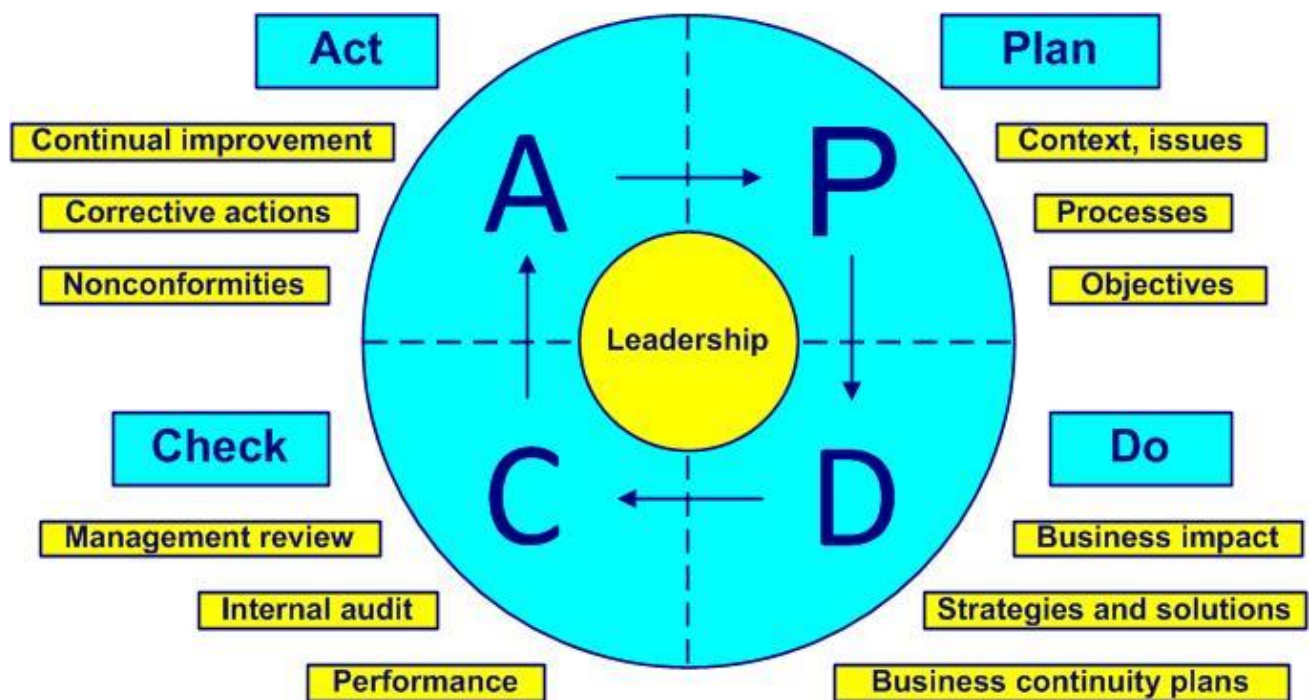 Act
Plan
Continual improvement
Corrective actions
Nonconformities
A
P
Context, issues
Processes
Objectives
Leadership
Check
Do
C
D
Management review
Internal audit
Performance
Business impact
Strategies and solutions
Business continuity plans